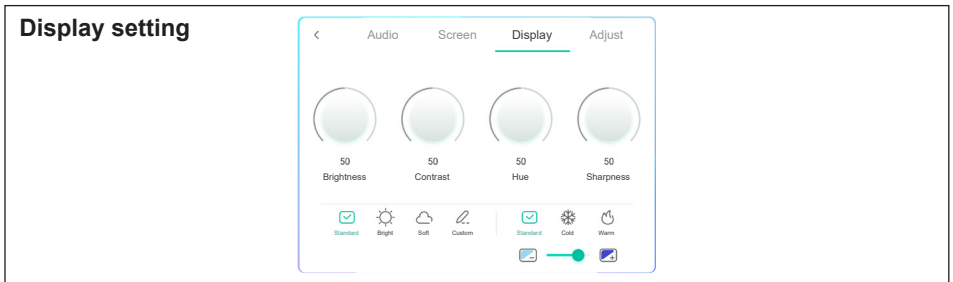 Display setting
Audio Screen Display Adjust
50 50 50 50
Brightness Contrast Hue Sharpness
Standard Bright Soft Custom Standard Cold Warm